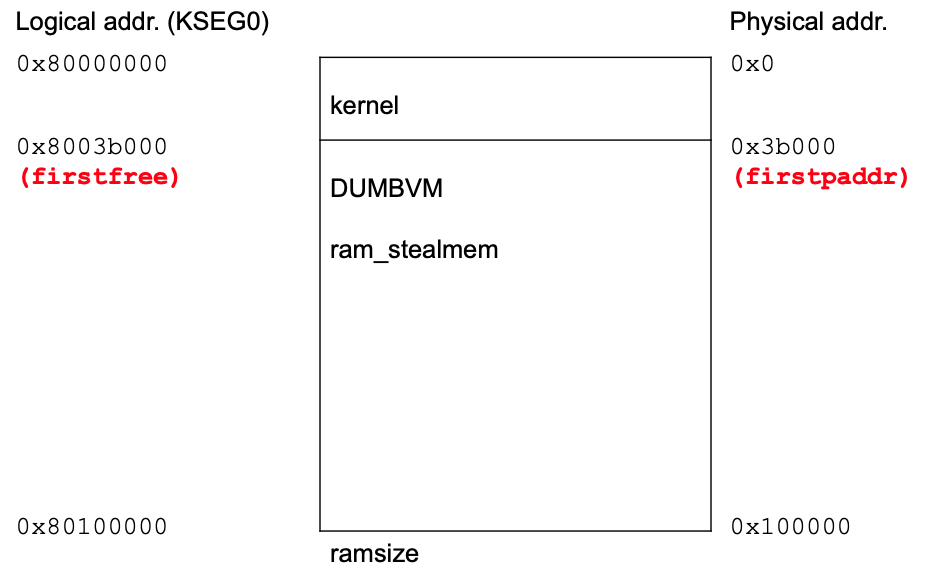 Logical addr. (KSEG0)
Physical addr.
0x80000000
0x0
kernel
0x8003b000
0x3b000
(firstfree)
(firstpaddr)
DUMBVM
ram_stealmem
0x80100000
0x100000
ramsize